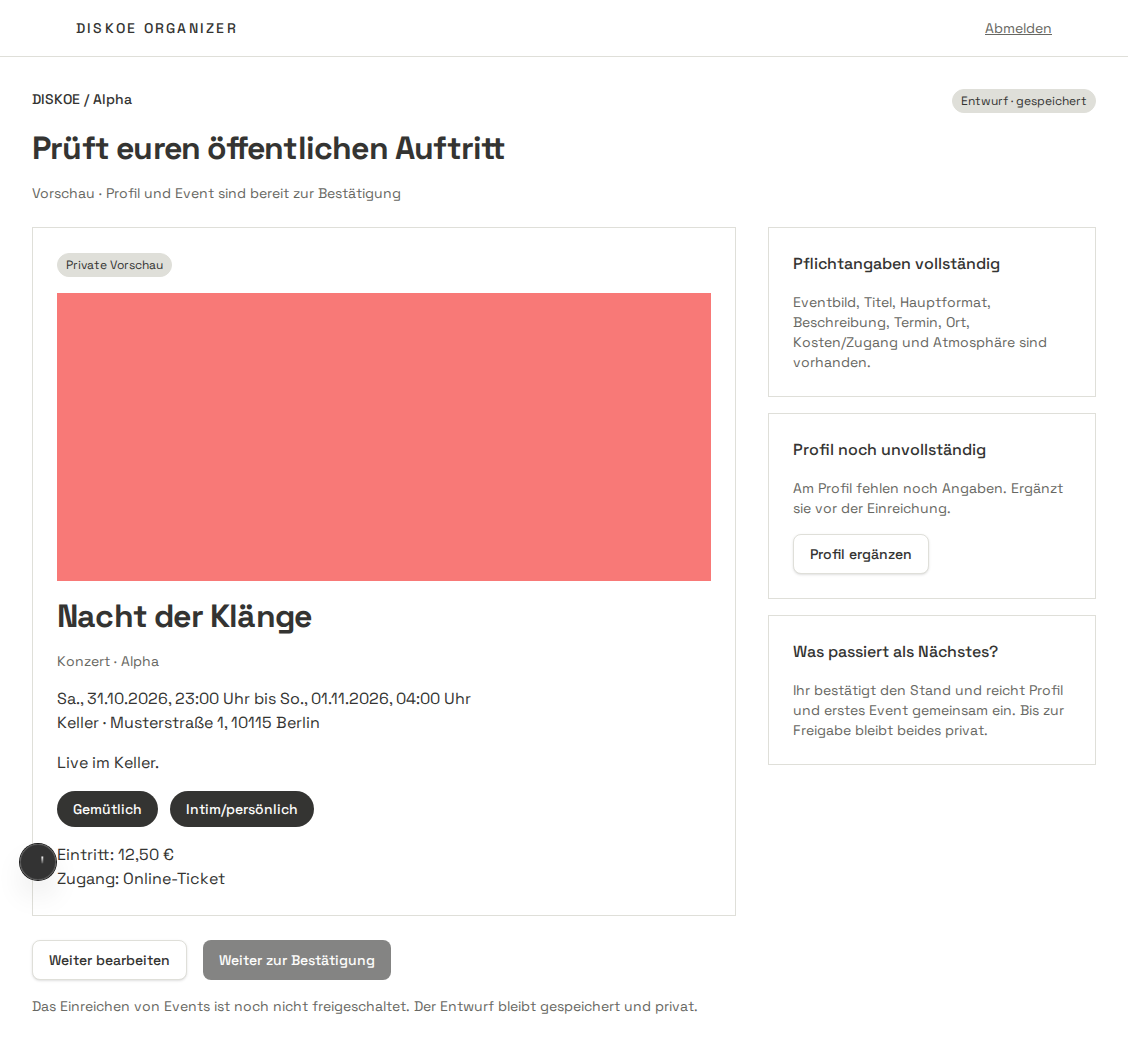 DISKOE ORGANIZER
Abmelden
DISKOE / Alpha
Entwurf · gespeichert
Prüft euren öffentlichen Auftritt
Vorschau · Profil und Event sind bereit zur Bestätigung
Private Vorschau
Nacht der Klänge
Konzert · Alpha
Sa., 31.10.2026, 23:00 Uhr bis So., 01.11.2026, 04:00 Uhr
Keller · Musterstraße 1, 10115 Berlin
Live im Keller.
Gemütlich
Intim/persönlich
Eintritt: 12,50 €
Zugang: Online-Ticket
Pflichtangaben vollständig
Eventbild, Titel, Hauptformat,
Beschreibung, Termin, Ort,
Kosten/Zugang und Atmosphäre sind
vorhanden.
Profil noch unvollständig
Am Profil fehlen noch Angaben. Ergänzt
sie vor der Einreichung.
Profil ergänzen
Was passiert als Nächstes?
Ihr bestätigt den Stand und reicht Profil
und erstes Event gemeinsam ein. Bis zur
Freigabe bleibt beides privat.
Weiter bearbeiten
Weiter zur Bestätigung
Das Einreichen von Events ist noch nicht freigeschaltet. Der Entwurf bleibt gespeichert und privat.